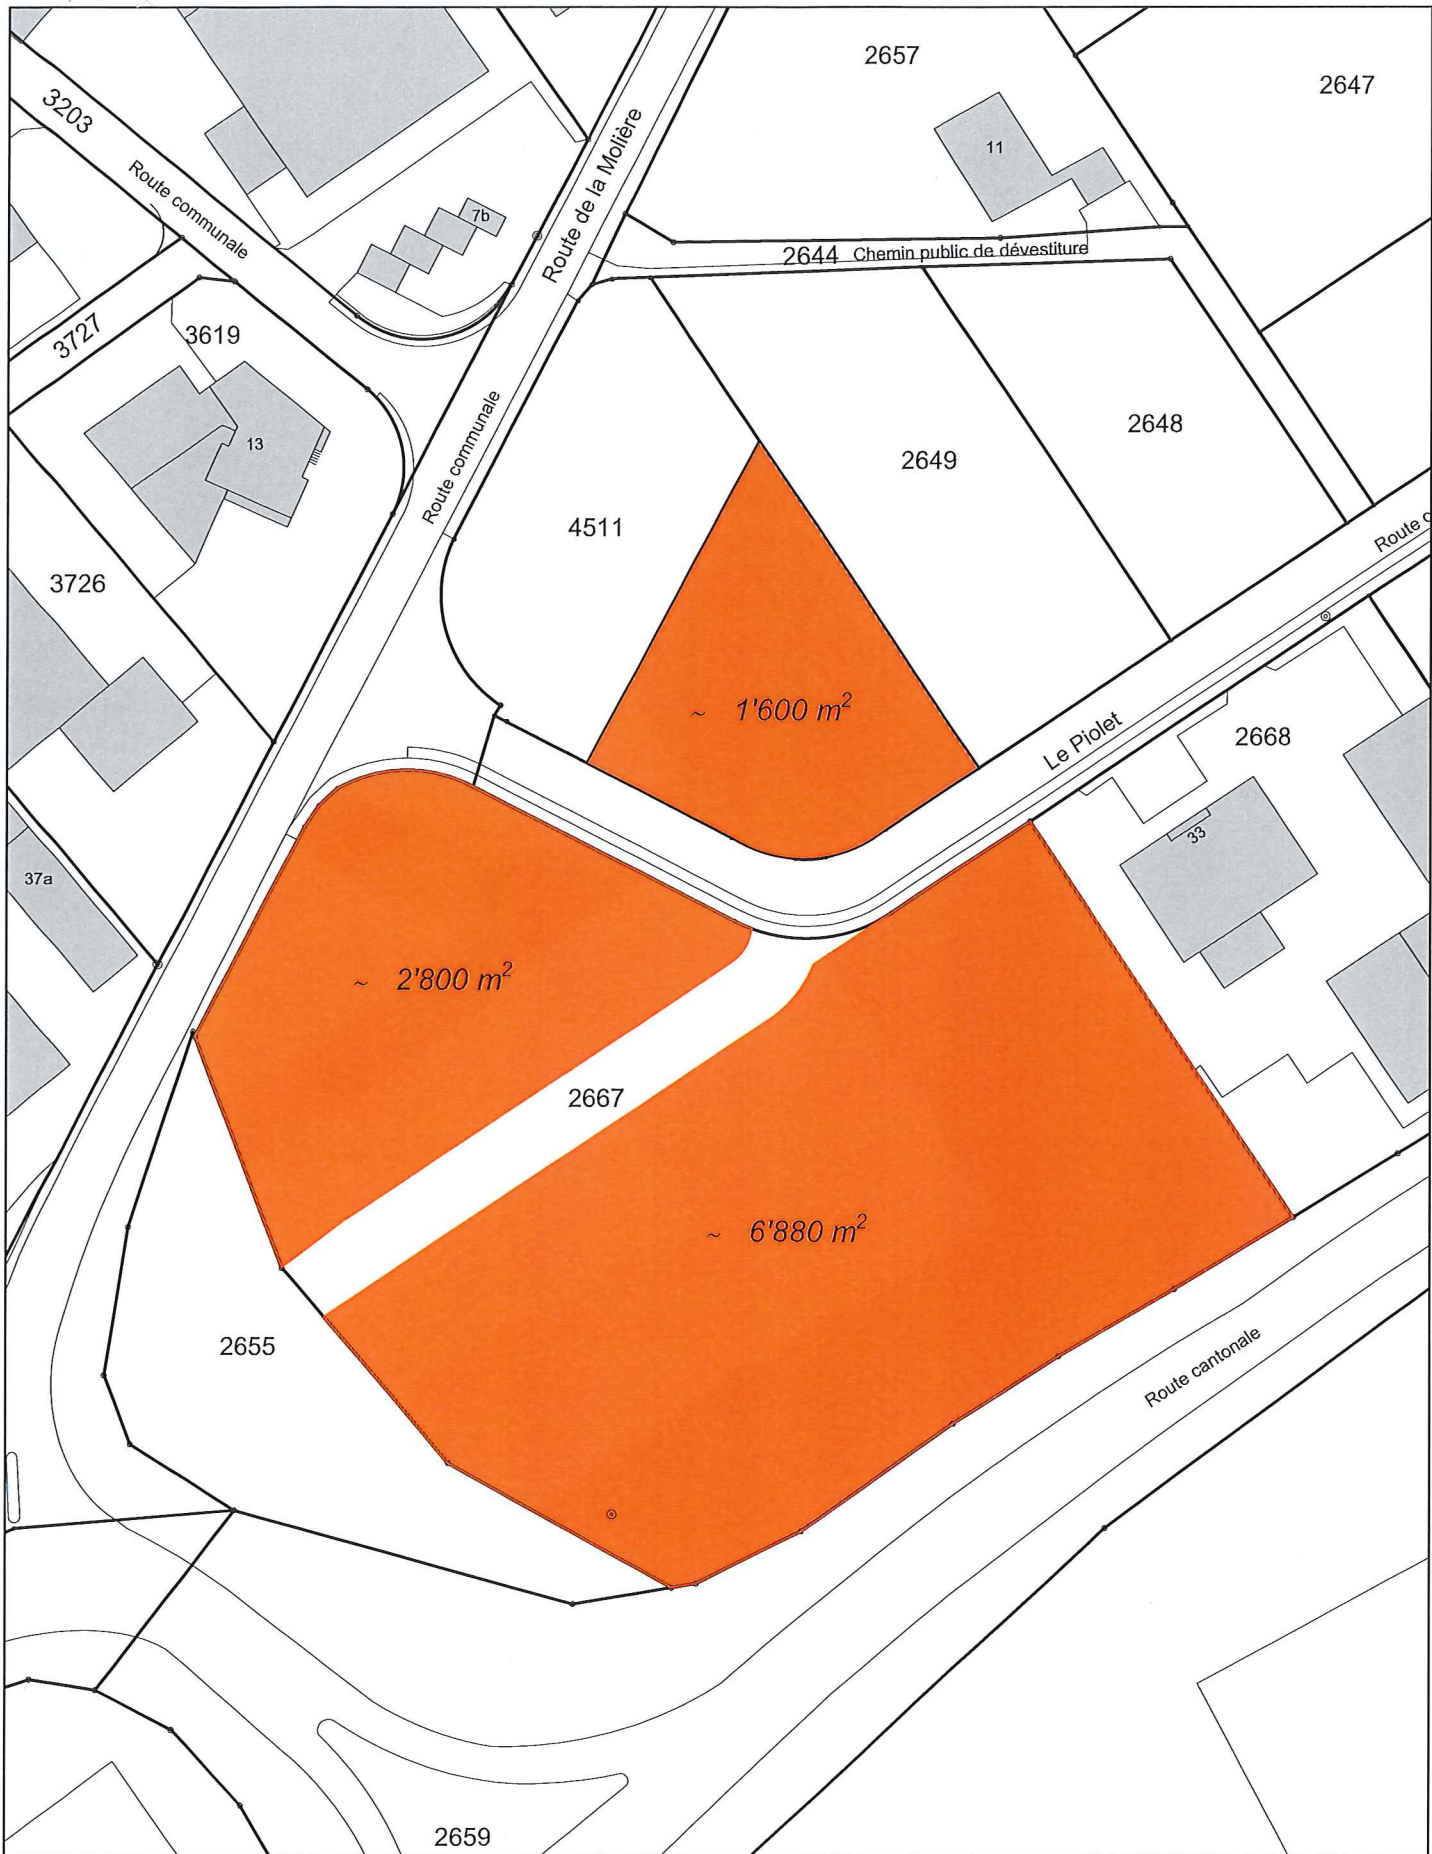 2657
2647
3203
Route communale
Route de la Molière
11
7b
2644 Chemin public de dévestiture
3727
3619
13
Route communale
2649
2648
4511
Route c
3726
~ 1'600 m²
Le Piolet
2668
33
37a
~ 2'800 m²
2667
~ 6'880 m²
2655
Route cantonale
2659